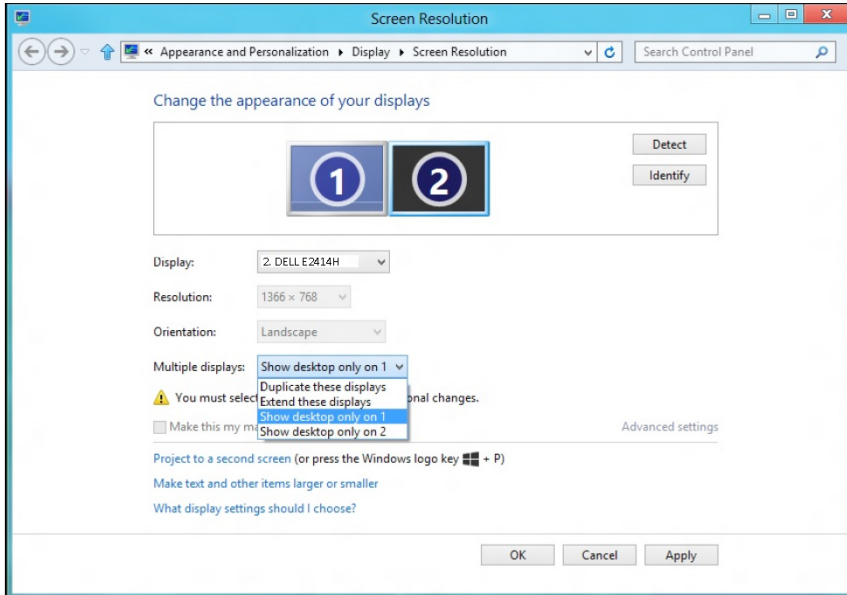 Screen Resolution
« Appearance and Personalization ▸ Display ▸ Screen Resolution
Search Control Panel
Change the appearance of your displays
1 2
Detect
Identify
Display: 2. DELL E2414H
Resolution: 1366 × 768
Orientation: Landscape
Multiple displays: Show desktop only on 1
Duplicate these displays
You must select onal changes.
Extend these displays
Show desktop only on 1
Make this my ma
Show desktop only on 2
Advanced settings
Project to a second screen (or press the Windows logo key + P)
Make text and other items larger or smaller
What display settings should I choose?
OK Cancel Apply